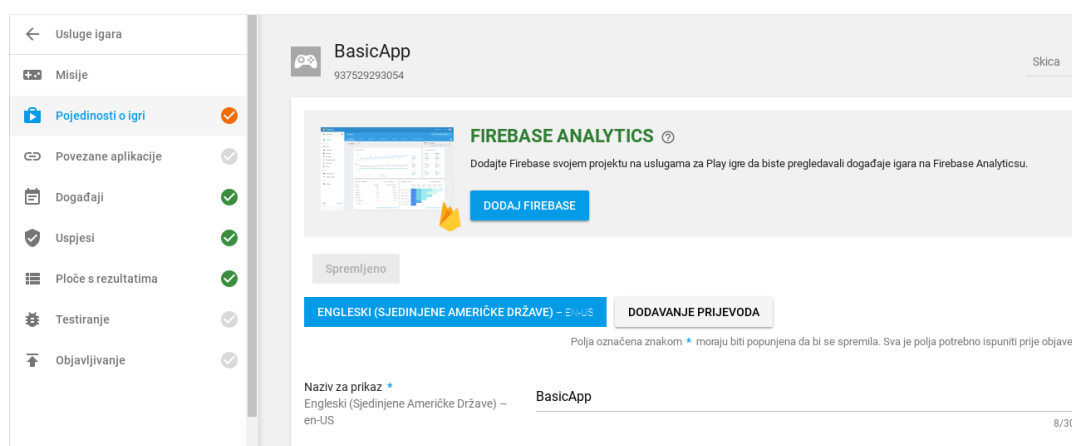 Usluge igara
Misije
Pojedinosti o igri
Povezane aplikacije
Događaji
Uspjesi
Ploče s rezultatima
Testiranje
Objavljivanje
BasicApp
937529293054
Skica
FIREBASE ANALYTICS
Dodajte Firebase svojem projektu na uslugama za Play igre da biste pregledavali događaje igara na Firebase Analyticsu.
DODAJ FIREBASE
Spremljeno
ENGLESKI (SJEDINJENE AMERIČKE DRŽAVE) – EN-US
DODAVANJE PRIJEVODA
Polja označena znakom * moraju biti popunjena da bi se spremila. Sva je polja potrebno ispuniti prije objave
Naziv za prikaz *
Engleski (Sjedinjene Američke Države) –
en-US
BasicApp
8/30